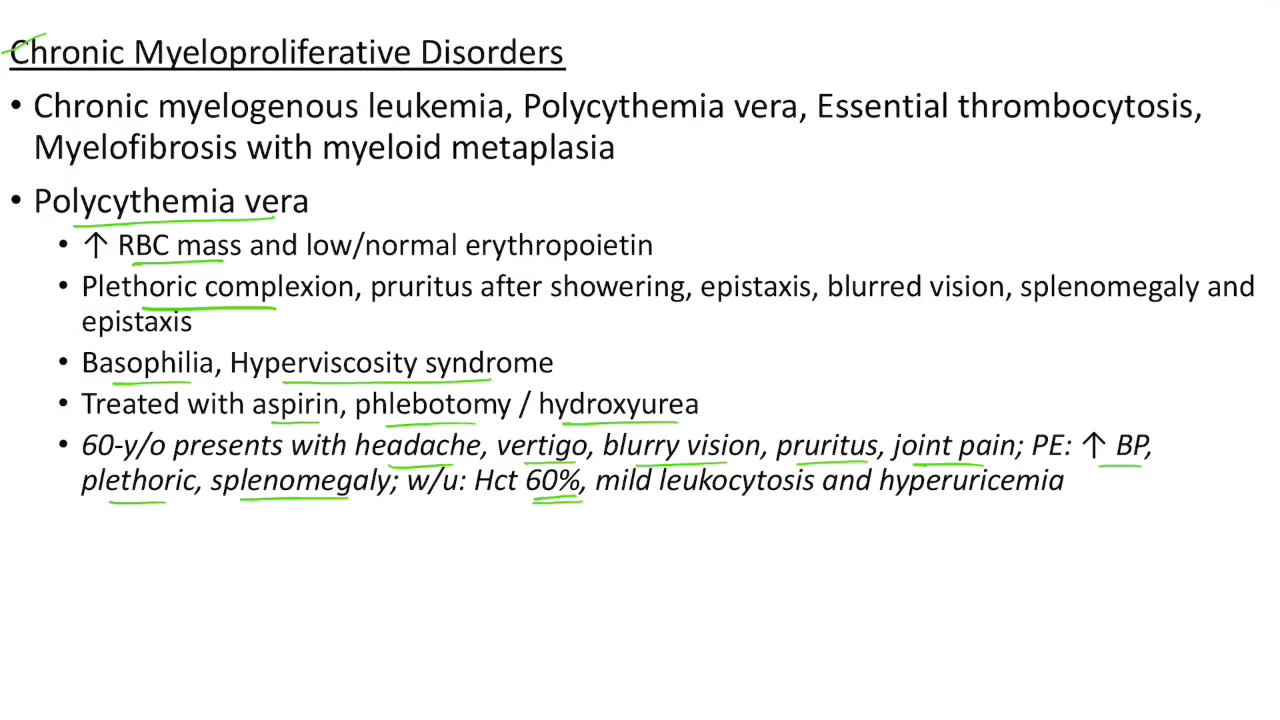 Chronic Myeloproliferative Disorders
• Chronic myelogenous leukemia, Polycythemia vera, Essential thrombocytosis,
Myelofibrosis with myeloid metaplasia
• Polycythemia vera
• ↑ RBC mass and low/normal erythropoietin
• Plethoric complexion, pruritus after showering, epistaxis, blurred vision, splenomegaly and
epistaxis
• Basophilia, Hyperviscosity syndrome
• Treated with aspirin, phlebotomy / hydroxyurea
• 60-y/o presents with headache, vertigo, blurry vision, pruritus, joint pain; PE: ↑ BP,
plethoric, splenomegaly; w/u: Hct 60%, mild leukocytosis and hyperuricemia